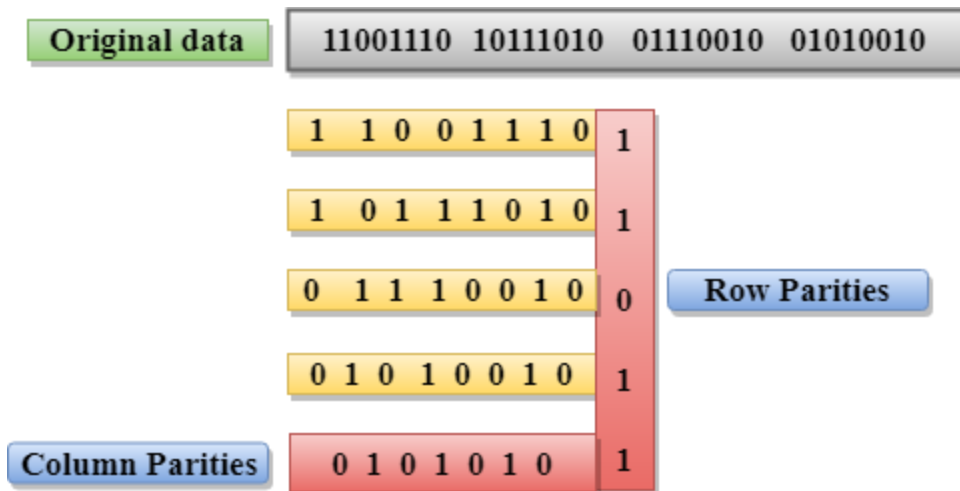 Original data 11001110 10111010 01110010 01010010
1 1 0 0 1 1 1 0 1
1 0 1 1 1 0 1 0 1
0 1 1 1 0 0 1 0 0
Row Parities
0 1 0 1 0 0 1 0 1
Column Parities 0 1 0 1 0 1 0 1